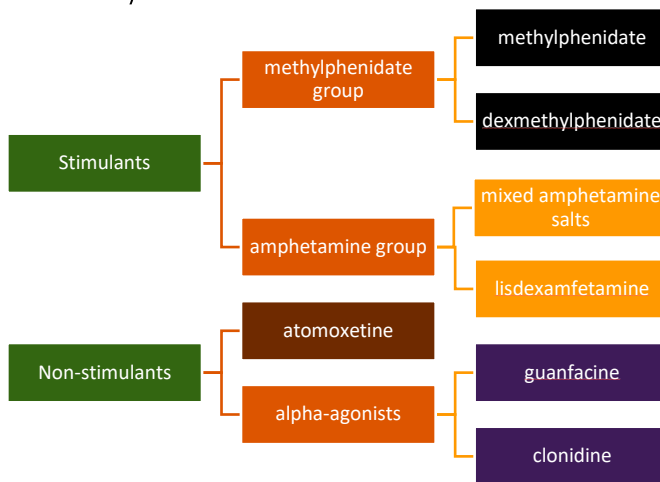 methylphenidate
methylphenidate
group
dexmethylphenidate
Stimulants
mixed amphetamine
salts
amphetamine group
lisdexamfetamine
atomoxetine
Non-stimulants
guanfacine
alpha-agonists
clonidine